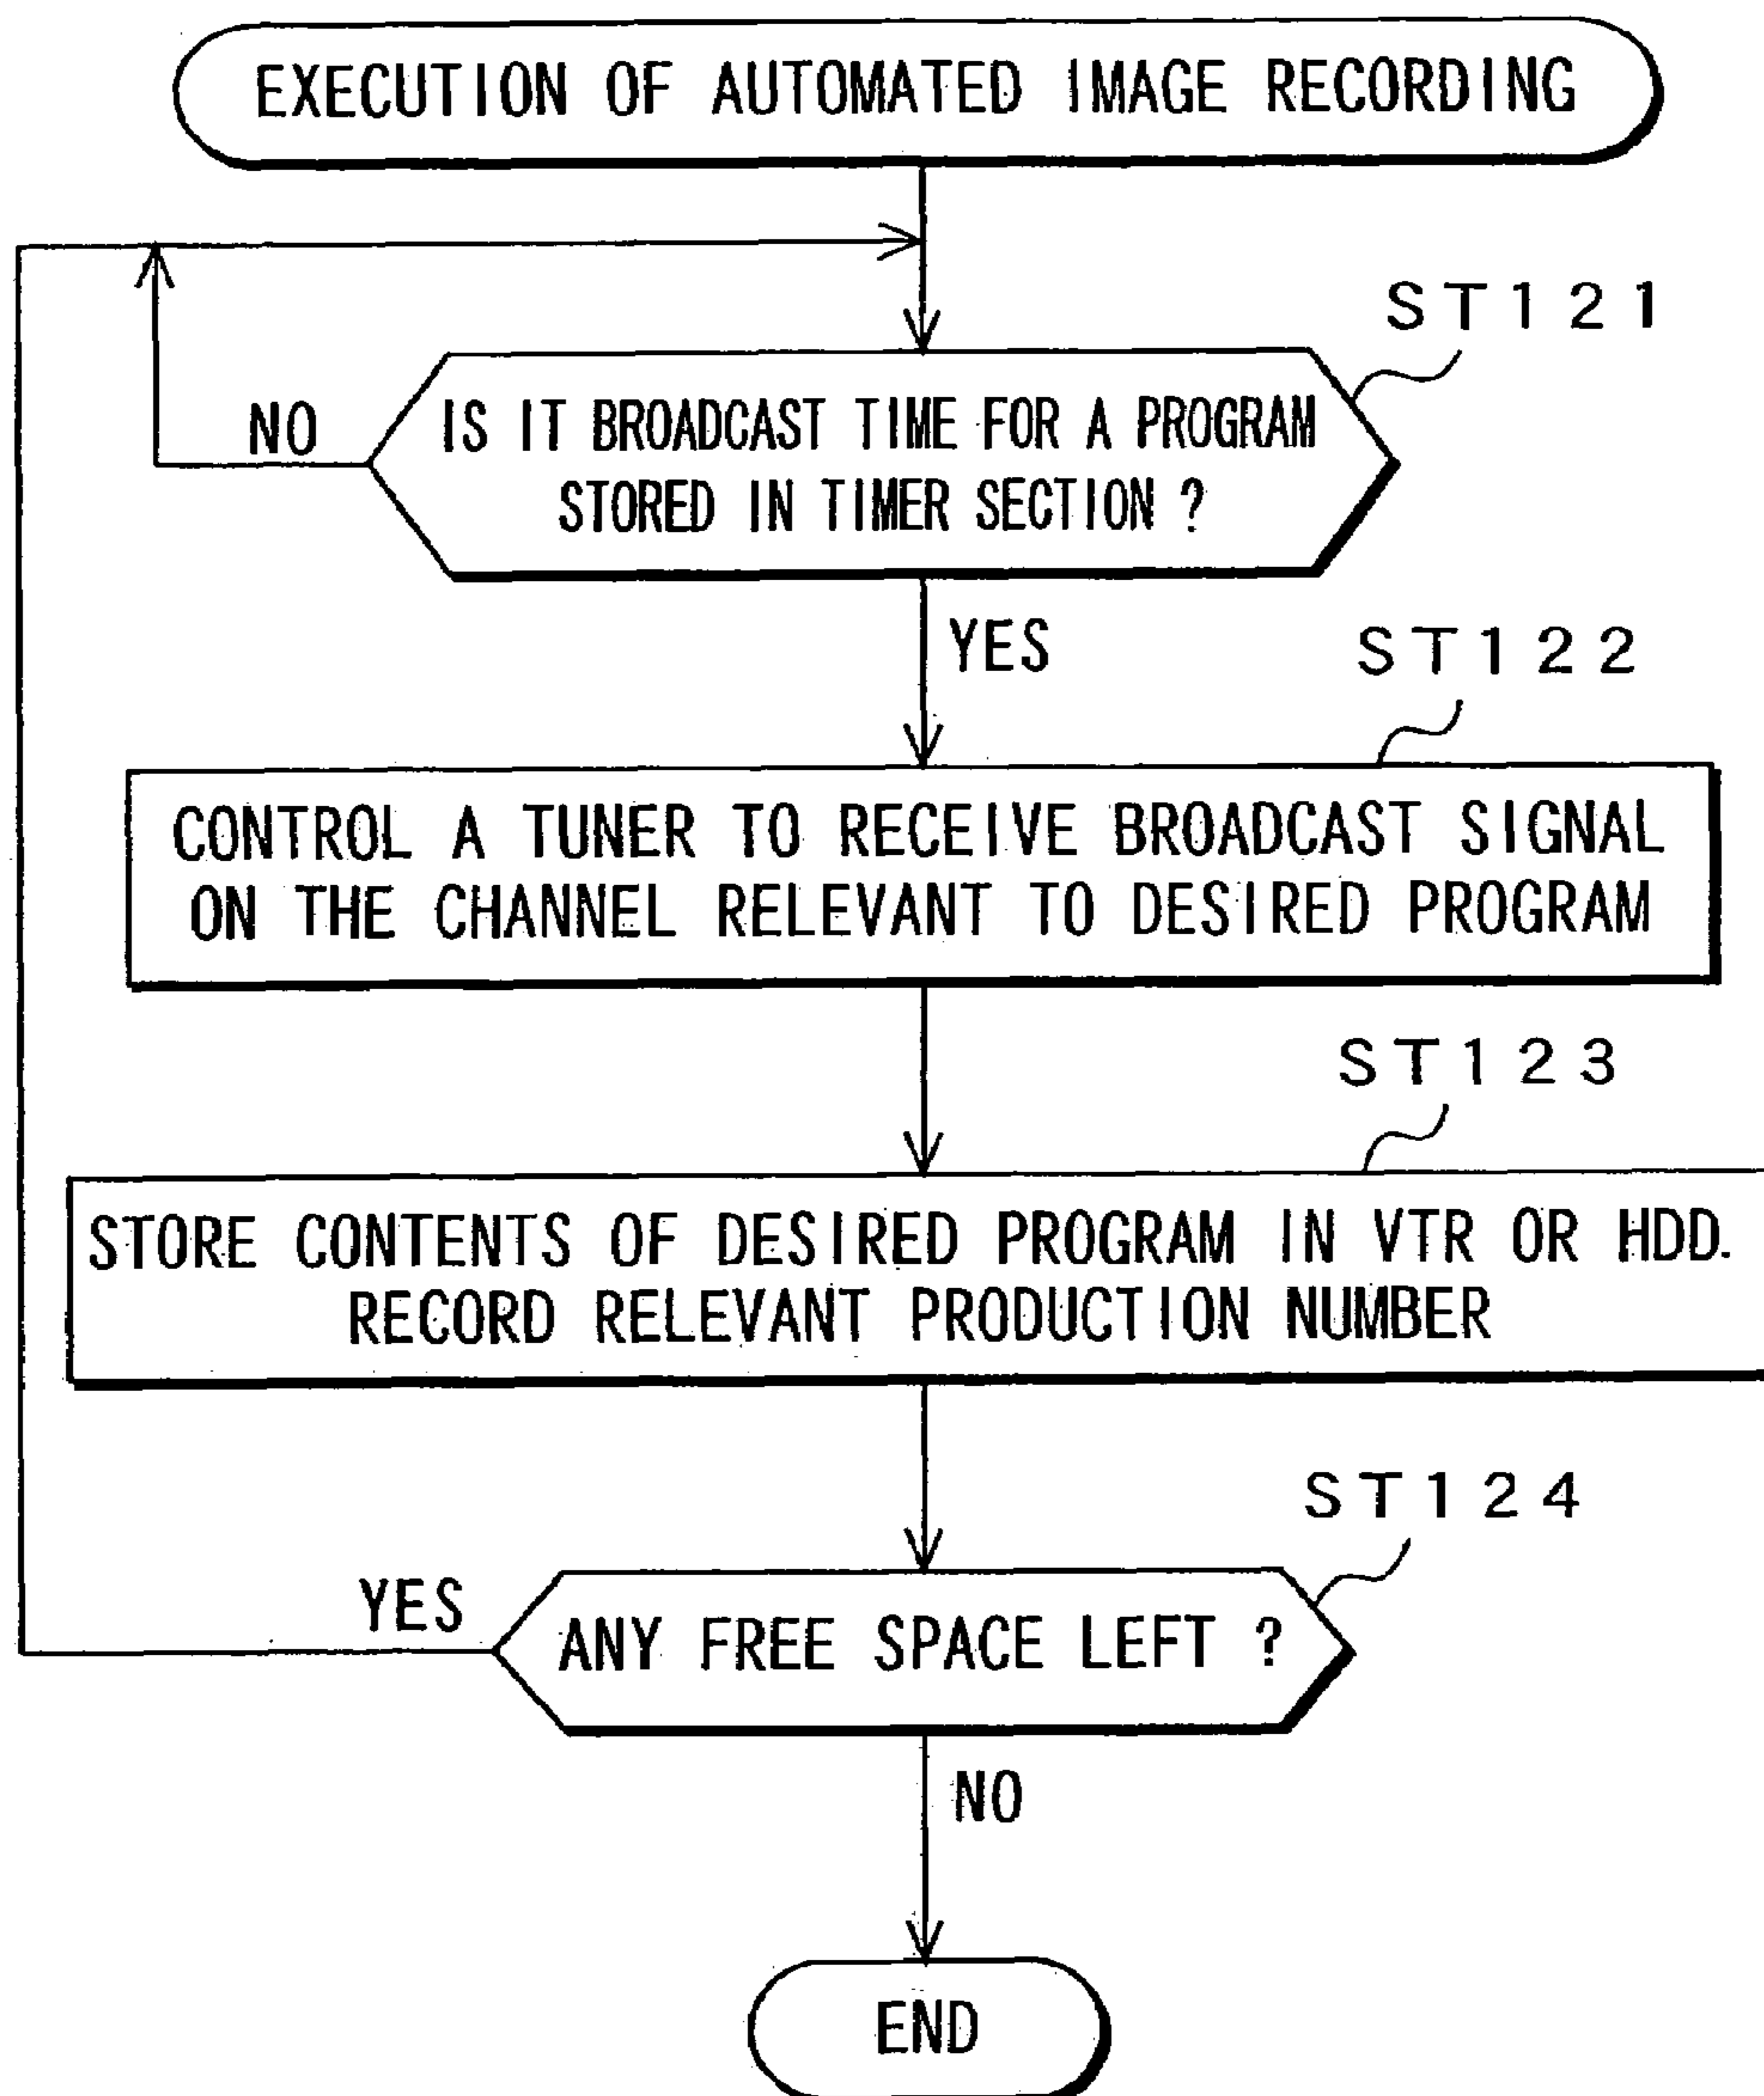 EXECUTION OF AUTOMATED IMAGE RECORDING
ST121
IS IT BROADCAST TIME FOR A PROGRAM
STORED IN TIMER SECTION ?
NO
YES
ST122
CONTROL A TUNER TO RECEIVE BROADCAST SIGNAL
ON THE CHANNEL RELEVANT TO DESIRED PROGRAM
ST123
STORE CONTENTS OF DESIRED PROGRAM IN VTR OR HDD.
RECORD RELEVANT PRODUCTION NUMBER
ST124
YES
ANY FREE SPACE LEFT ?
NO
END